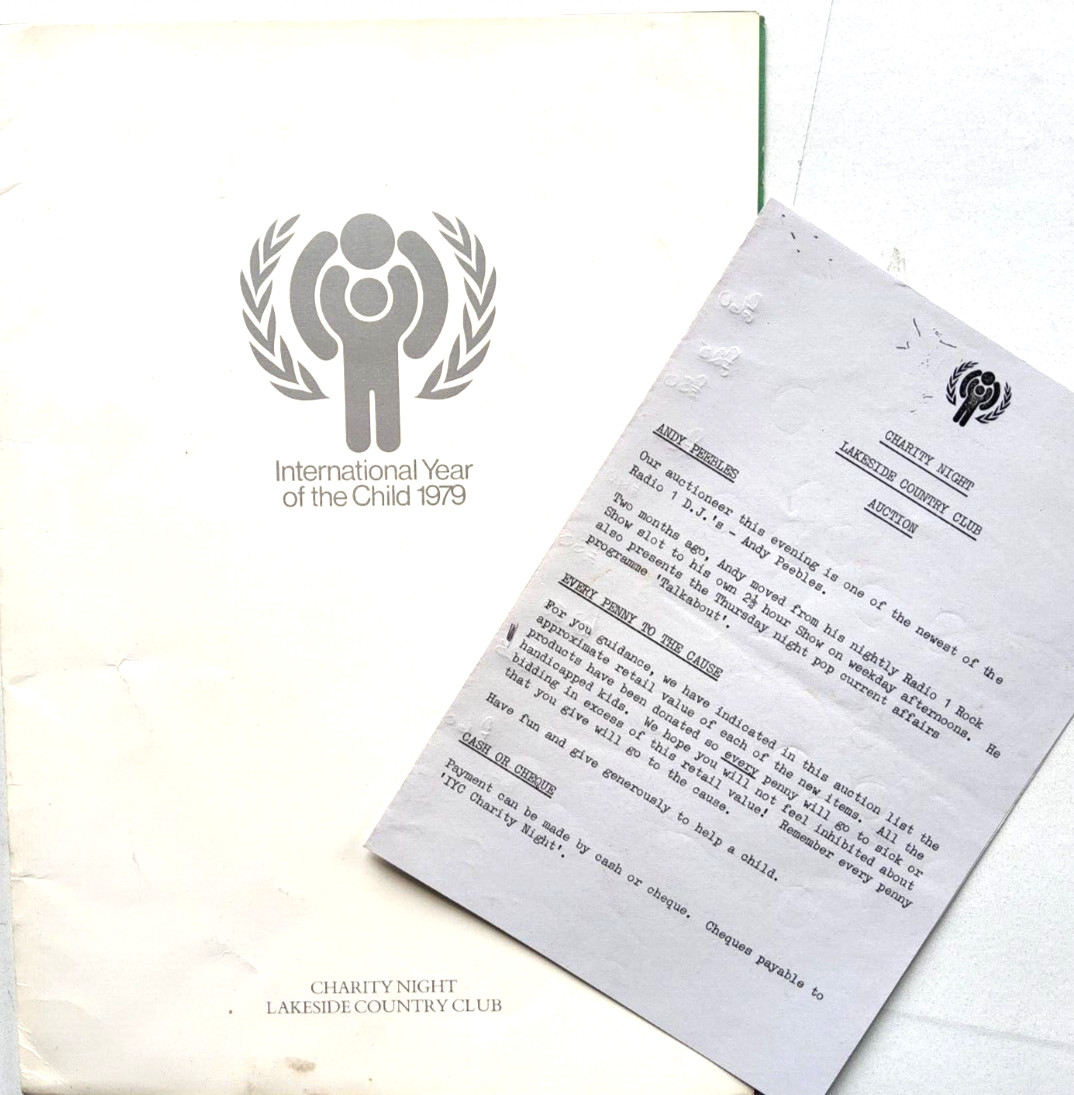 International Year
of the Child 1979
CHARITY NIGHT
LAKESIDE COUNTRY CLUB
CHARITY NIGHT
LAKESIDE COUNTRY CLUB
AUCTION
ANDY PEEBLES
Our auctioneer this evening is one of the newest of the
Radio 1 D.J.'s - Andy Peebles.
Two months ago, Andy moved from his nightly Radio 1 Rock
Show slot to his own 2½ hour Show on weekday afternoons. He
also presents the Thursday night pop current affairs
programme 'Talkabout'.
EVERY PENNY TO THE CAUSE
For you guidance, we have indicated in this auction list the
approximate retail value of each of the new items. All the
products have been donated so every penny will go to sick or
handicapped kids. We hope you will not feel inhibited about
bidding in excess of this retail value! Remember every penny
that you give will go to the cause.
Have fun and give generously to help a child.
CASH OR CHEQUE
Payment can be made by cash or cheque. Cheques payable to
'IYC Charity Night'.